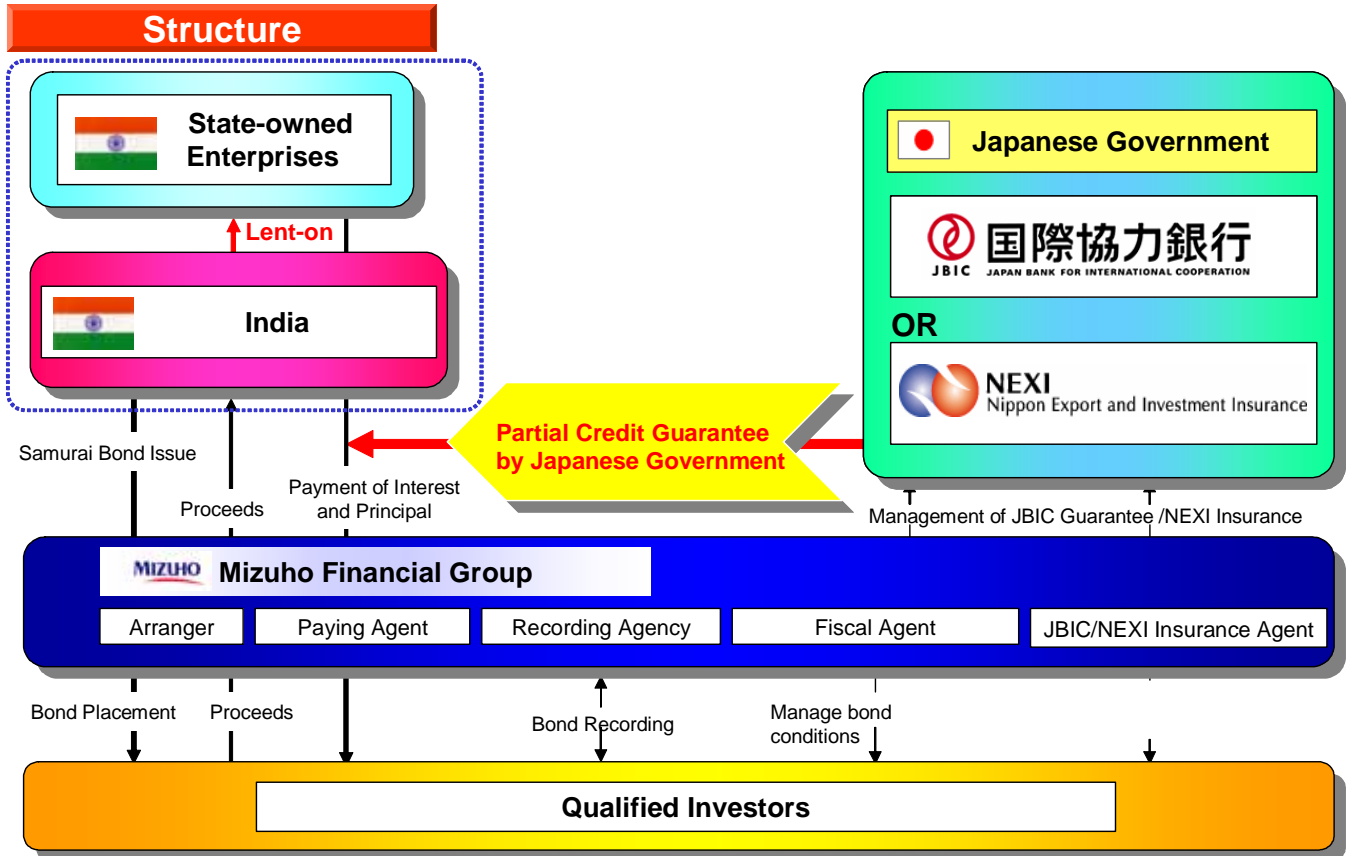 Structure
State-owned
Enterprises
Lent-on
India
Japanese Government
国際協力銀行
JBIC
JAPAN BANK FOR INTERNATIONAL COOPERATION
OR
NEXI
Nippon Export and Investment Insurance
Partial Credit Guarantee
by Japanese Government
Samurai Bond Issue
Proceeds
Payment of Interest
and Principal
Management of JBIC Guarantee /NEXI Insurance
MIZUHO
Mizuho Financial Group
Arranger
Paying Agent
Recording Agency
Fiscal Agent
JBIC/NEXI Insurance Agent
Bond Placement
Proceeds
Bond Recording
Manage bond
conditions
Qualified Investors